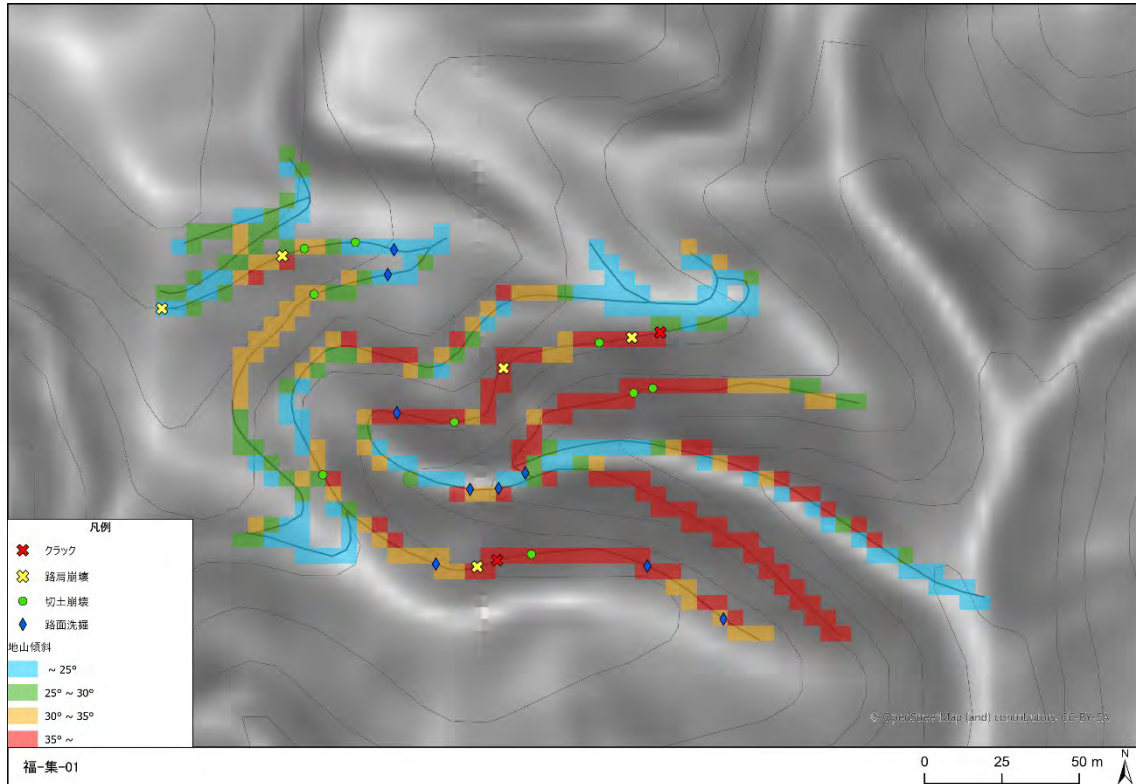 凡例
クラック
路肩崩壊
切土崩壊
路面洗掘
地山傾斜
~ 25°
25° ~ 30°
30° ~ 35°
35° ~
© OpenStreetMap (and) contributors, CC-BY-SA
福-集-01
0 25 50 m
N